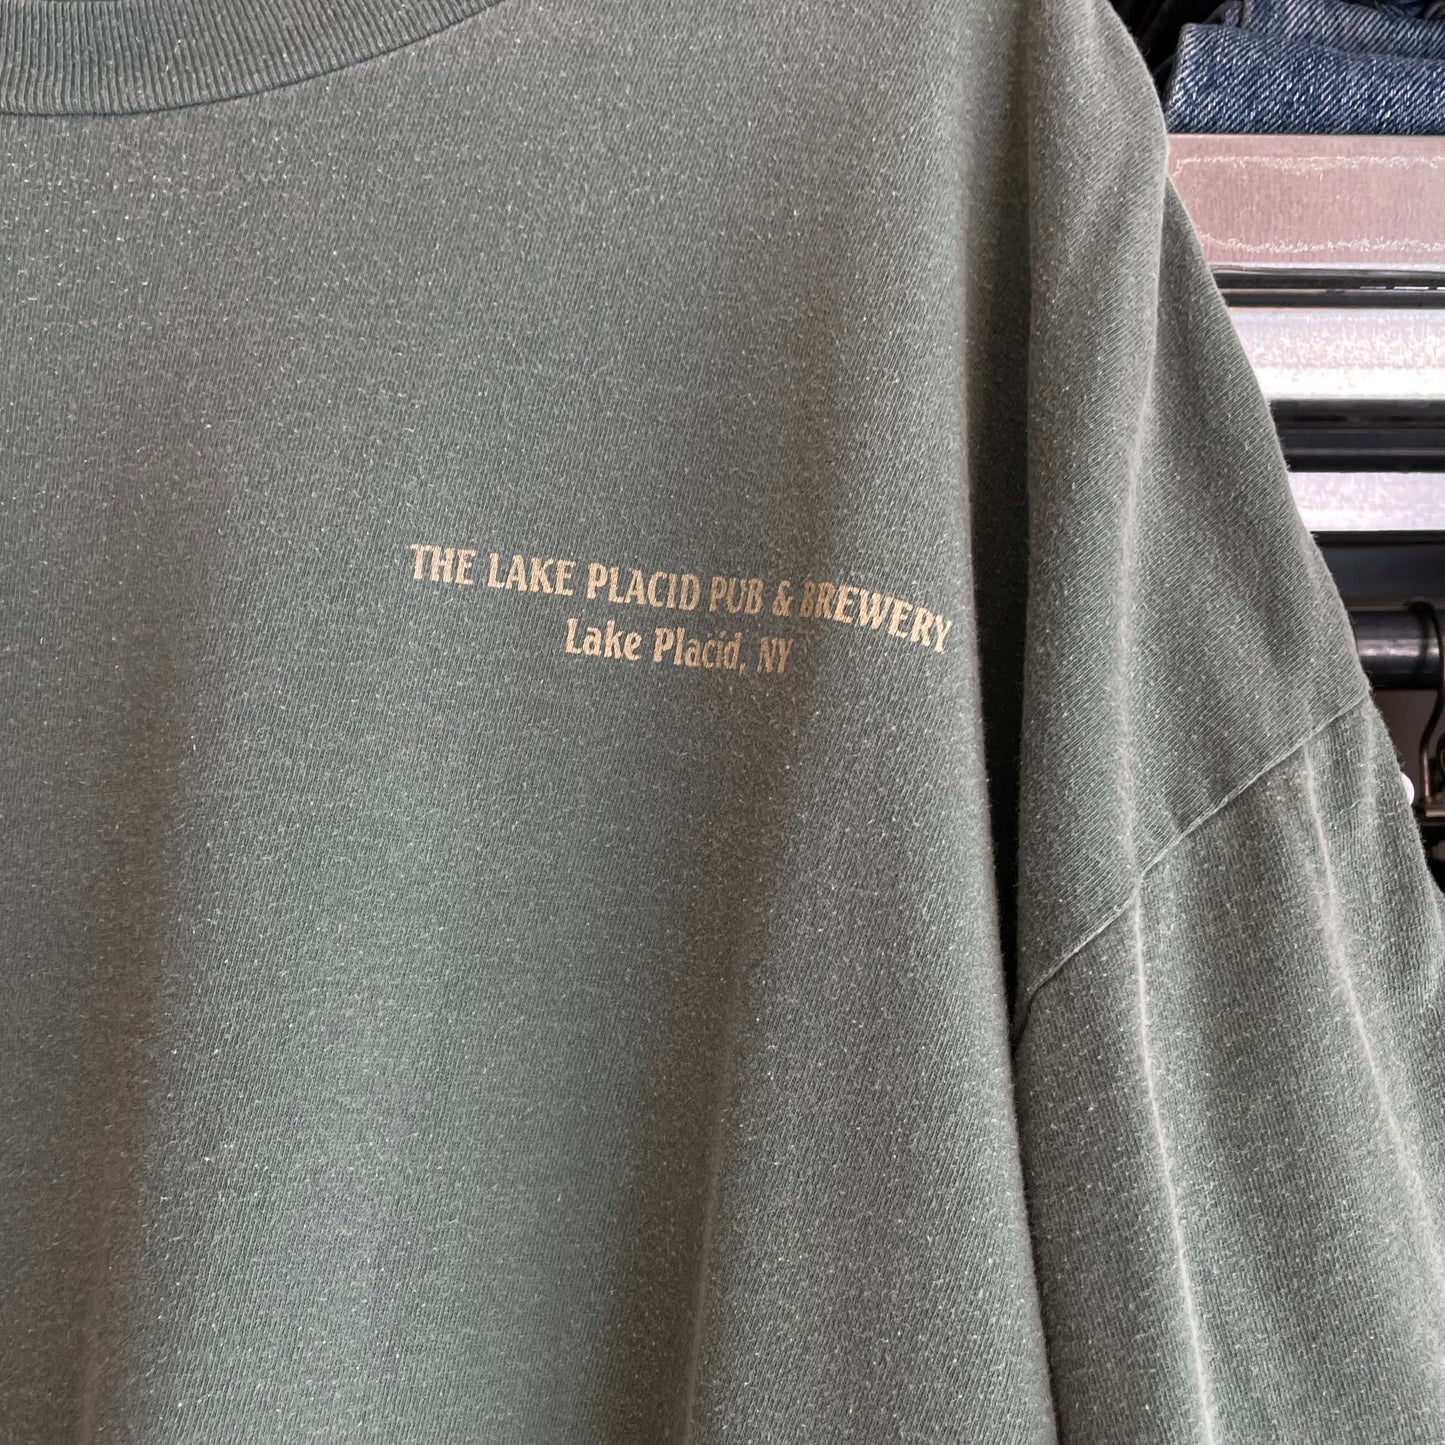 THE LAKE PLACID PUB & BREWERY
Lake Placid, NY